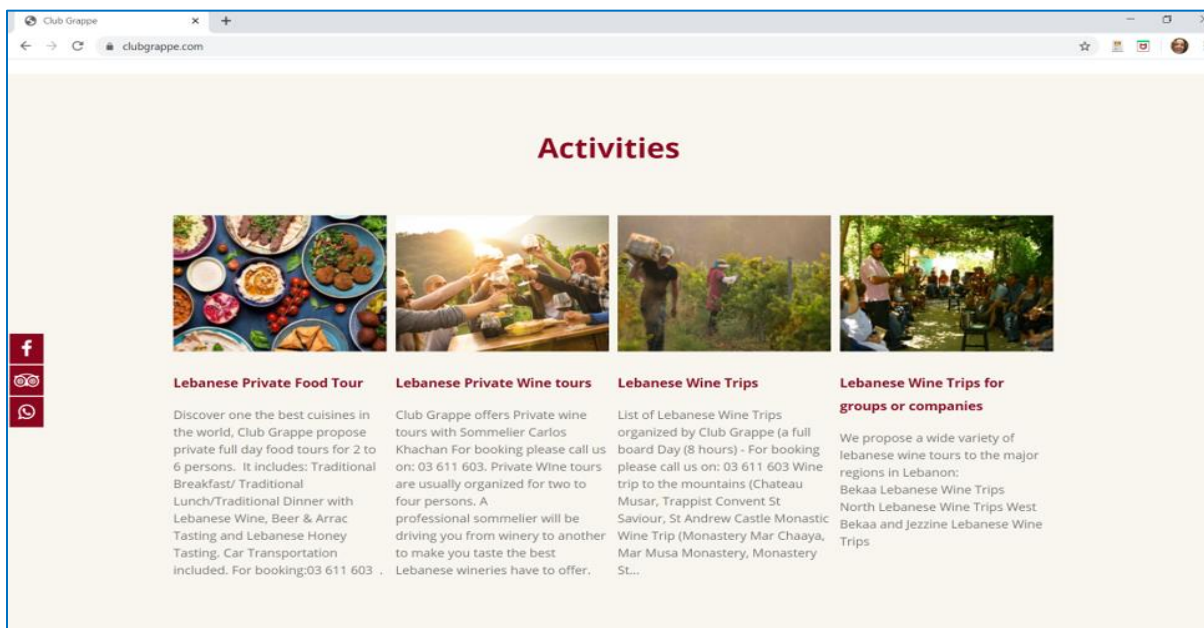 Club Grappe
clubgrappe.com
Activities
Lebanese Private Food Tour
Discover one the best cuisines in
the world, Club Grappe propose
private full day food tours for 2 to
6 persons. It includes: Traditional
Breakfast/ Traditional
Lunch/Traditional Dinner with
Lebanese Wine, Beer & Arrac
Tasting and Lebanese Honey
Tasting. Car Transportation
included. For booking:03 611 603 .
Lebanese Private Wine tours
Club Grappe offers Private wine
tours with Sommelier Carlos
Khachan For booking please call us
on: 03 611 603. Private WIne tours
are usually organized for two to
four persons. A
professional sommelier will be
driving you from winery to another
to make you taste the best
Lebanese wineries have to offer.
Lebanese Wine Trips
List of Lebanese Wine Trips
organized by Club Grappe (a full
board Day (8 hours) - For booking
please call us on: 03 611 603 Wine
trip to the mountains (Chateau
Musar, Trappist Convent St
Saviour, St Andrew Castle Monastic
Wine Trip (Monastery Mar Chaaya,
Mar Musa Monastery, Monastery
St...
Lebanese Wine Trips for
groups or companies
We propose a wide variety of
lebanese wine tours to the major
regions in Lebanon:
Bekaa Lebanese Wine Trips
North Lebanese Wine Trips West
Bekaa and Jezzine Lebanese Wine
Trips